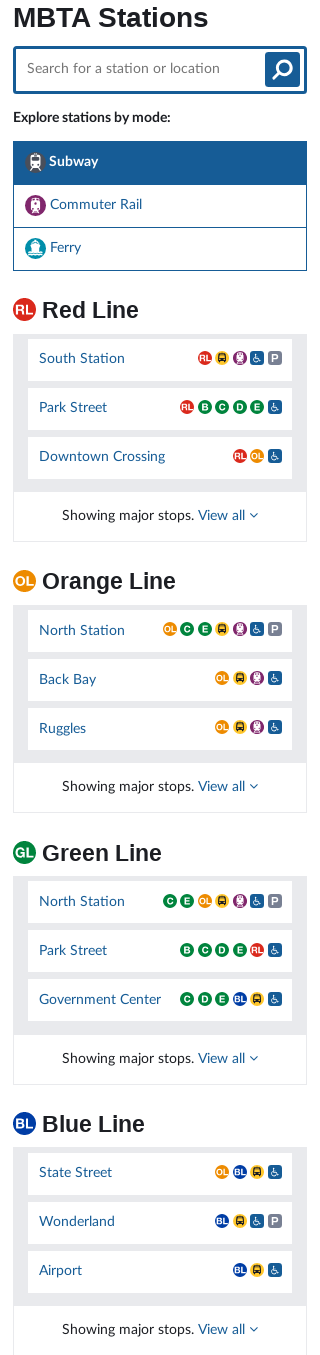 MBTA Stations
Search for a station or location
Explore stations by mode:
Subway
Commuter Rail
Ferry
RL Red Line
South Station RL P
Park Street RL B C D E
Downtown Crossing RL OL
Showing major stops. View all
OL Orange Line
North Station OL C E P
Back Bay OL
Ruggles OL
Showing major stops. View all
GL Green Line
North Station C E OL P
Park Street B C D E RL
Government Center C D E BL
Showing major stops. View all
BL Blue Line
State Street OL BL
Wonderland BL P
Airport BL
Showing major stops. View all